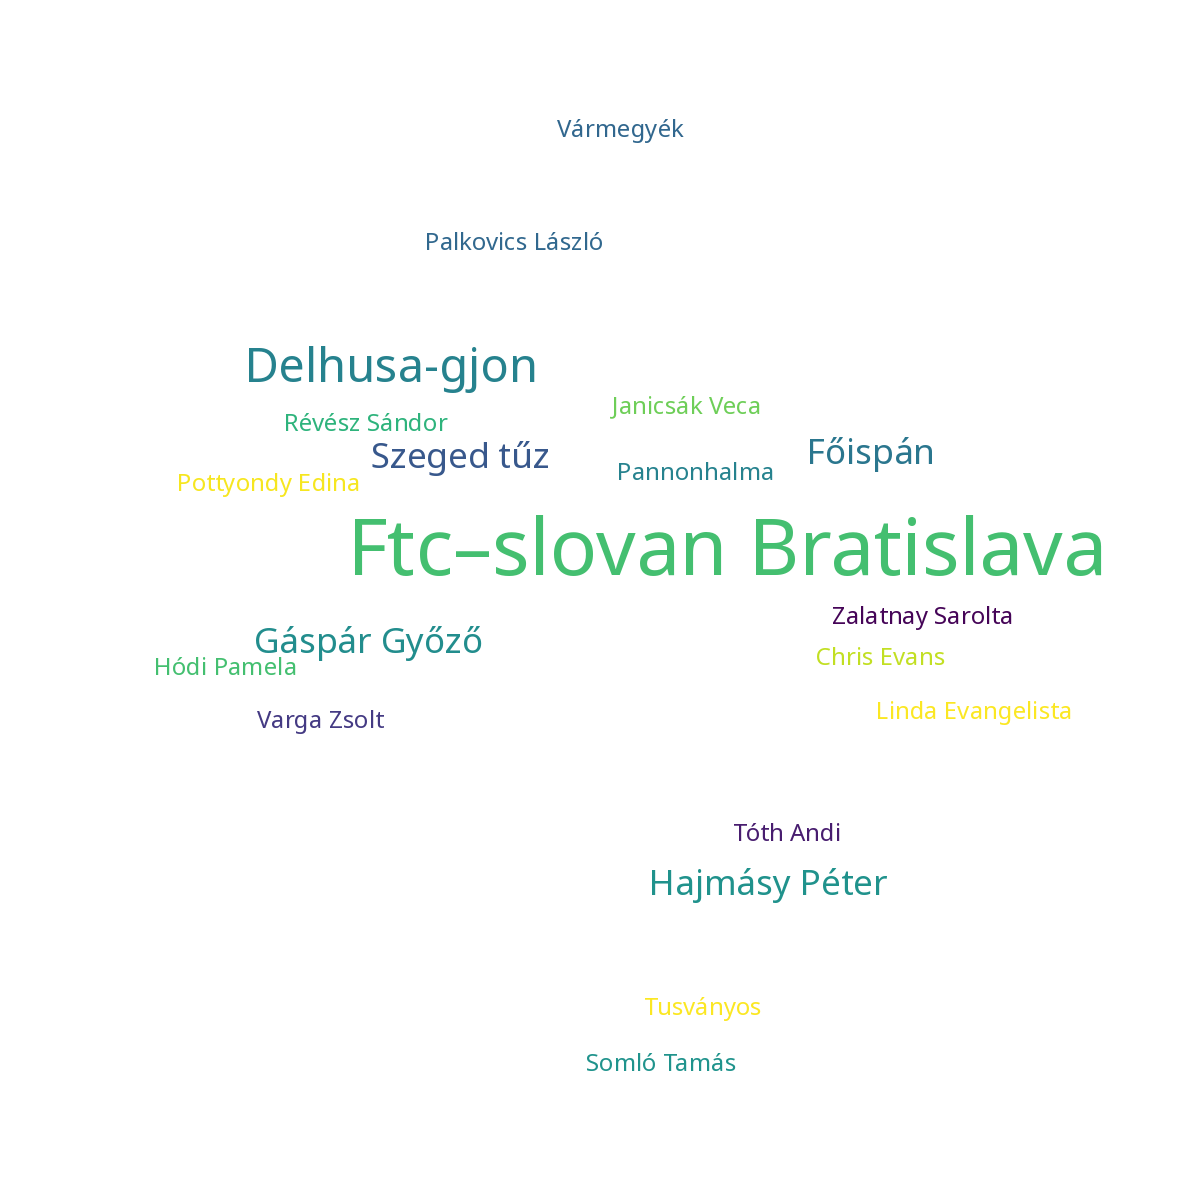 Vármegyék
Palkovics László
Delhusa-gjon
Janicsák Veca
Révész Sándor
Szeged tűz
Főispán
Pannonhalma
Pottyondy Edina
Ftc–slovan Bratislava
Zalatnay Sarolta
Gáspár Győző
Chris Evans
Hódi Pamela
Linda Evangelista
Varga Zsolt
Tóth Andi
Hajmásy Péter
Tusványos
Somló Tamás